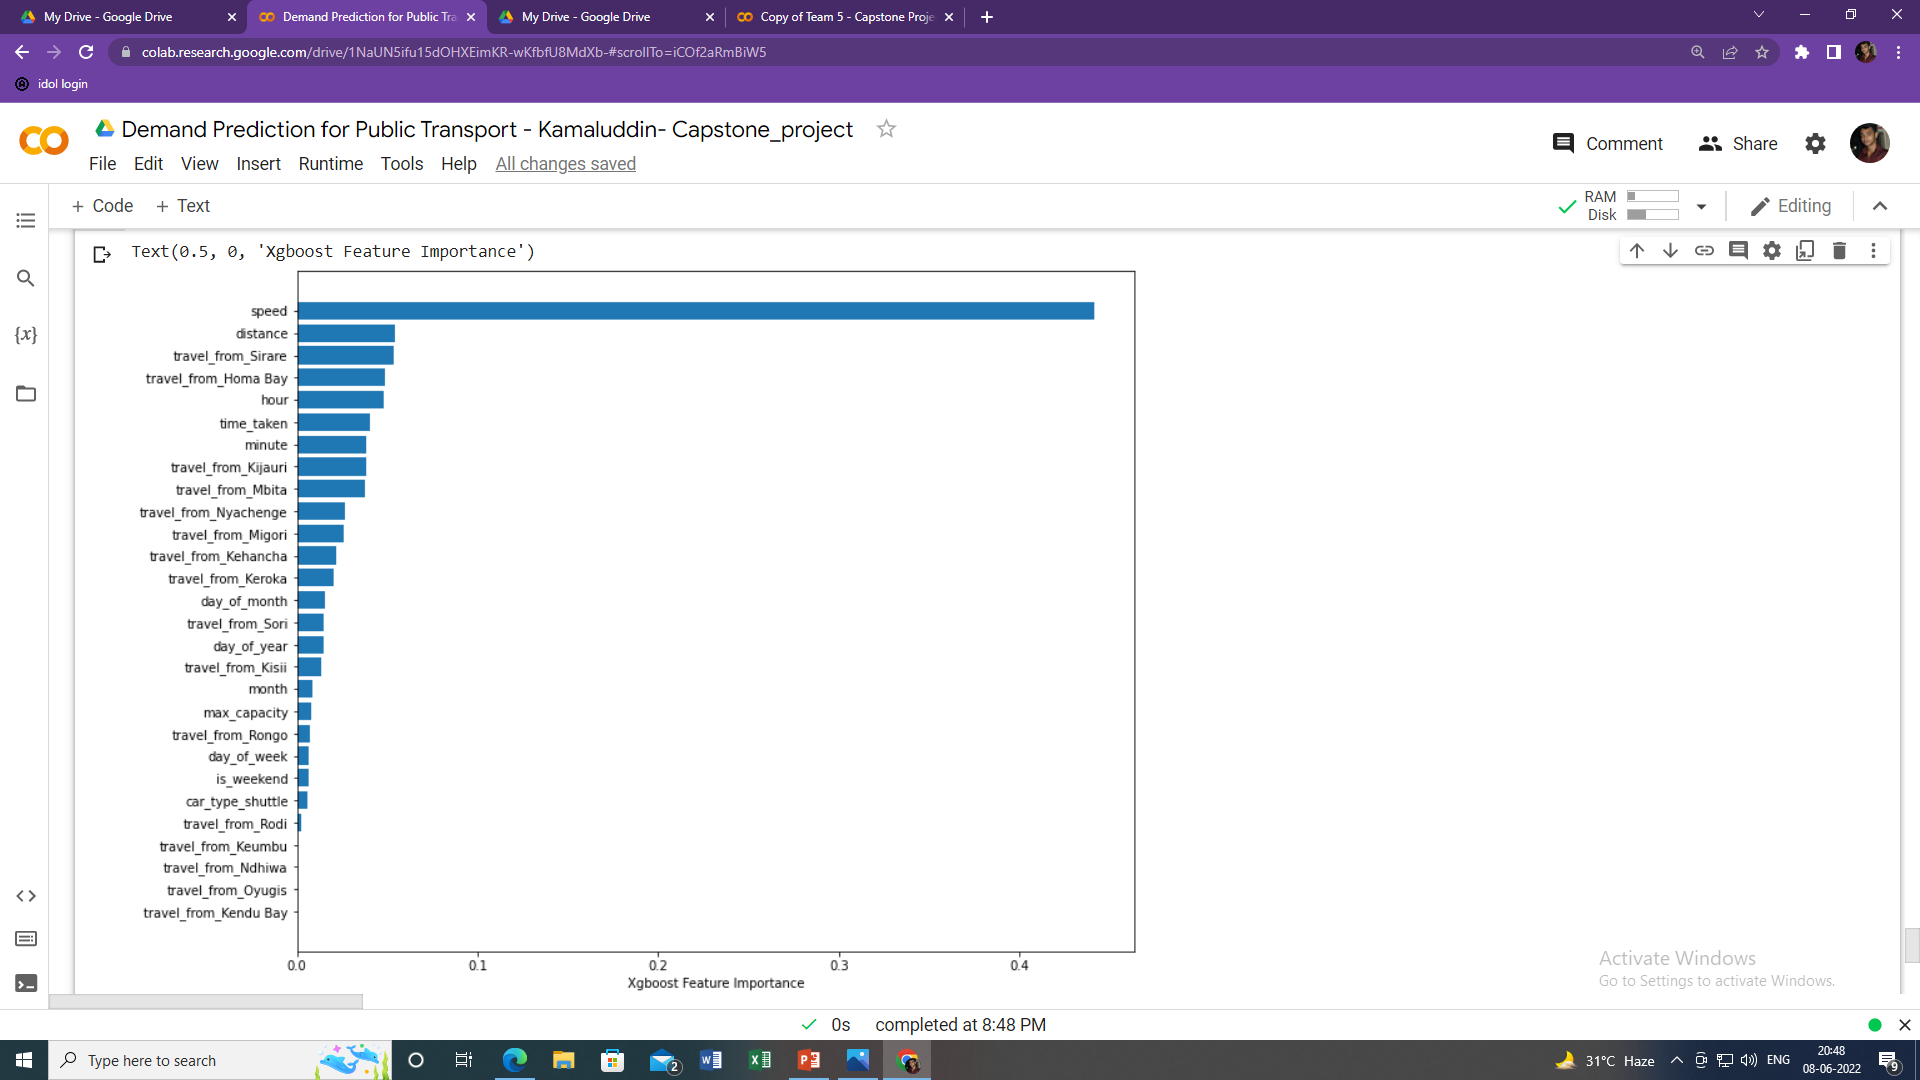 My Drive - Google Drive
Demand Prediction for Public Tra
My Drive - Google Drive
Copy of Team 5 - Capstone Proje
colab.research.google.com/drive/1NaUN5ifu15dOHXEimKR-wKfbfU8MdXb-#scrollTo=iCOf2aRmBiW5
idol login
Demand Prediction for Public Transport - Kamaluddin- Capstone_project
Comment
Share
File Edit View Insert Runtime Tools Help All changes saved
+ Code + Text
RAM
Disk
Editing
Text(0.5, 0, 'Xgboost Feature Importance')
{x}
speed
distance
travel_from_Sirare
travel_from_Homa Bay
hour
time_taken
minute
travel_from_Kijauri
travel_from_Mbita
travel_from_Nyachenge
travel_from_Migori
travel_from_Kehancha
travel_from_Keroka
day_of_month
travel_from_Sori
day_of_year
travel_from_Kisii
month
max_capacity
travel_from_Rongo
day_of_week
is_weekend
car_type_shuttle
travel_from_Rodi
travel_from_Keumbu
travel_from_Ndhiwa
travel_from_Oyugis
travel_from_Kendu Bay
0.0 0.1 0.2 0.3 0.4
Xgboost Feature Importance
Activate Windows
Go to Settings to activate Windows.
0s completed at 8:48 PM
Type here to search
2
31°C Haze
ENG
20:48
08-06-2022
9